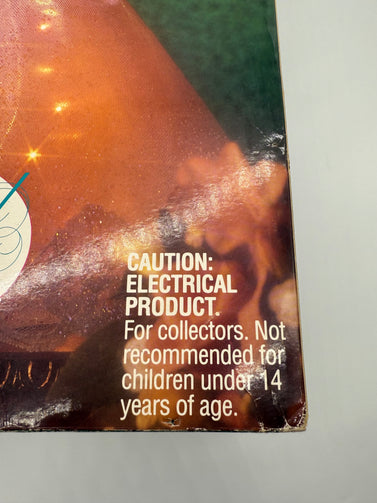 CAUTION:
ELECTRICAL
PRODUCT.
For collectors. Not
recommended for
children under 14
years of age.